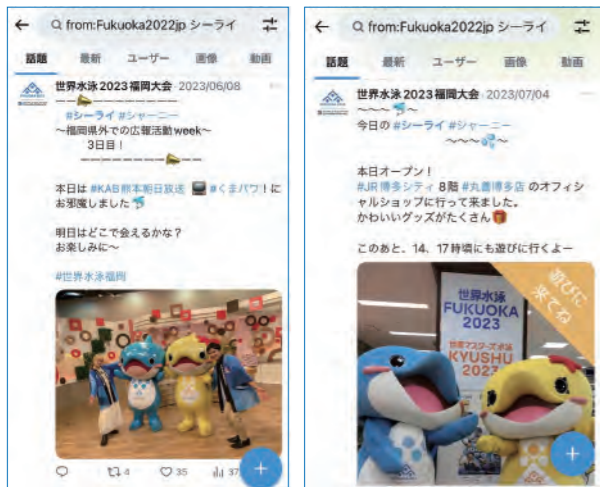 from:Fukuoka2022jp シーライ
話題 最新 ユーザー 画像 動画
世界水泳2023福岡大会・2023/06/08
#シーライ #シャーニー
～福岡県外での広報活動week～
3日目！
本日は #KAB熊本朝日放送 #くまパワ！に
お邪魔しました
明日はどこで会えるかな？
お楽しみに～
#世界水泳福岡
4 35 37
from:Fukuoka2022jp シーライ
話題 最新 ユーザー 画像 動画
世界水泳2023福岡大会・2023/07/04
～～～ ～
今日の #シーライ #シャーニー
～～～ ～
本日オープン！
#JR博多シティ 8階 #丸善博多店 のオフィシ
ャルショップに行って来ました。
かわいいグッズがたくさん
このあと、14、17時頃にも遊びに行くよー
遊びに
来てね
世界水泳
FUKUOKA
2023
世界マスターズ水泳
KYUSHU
2023